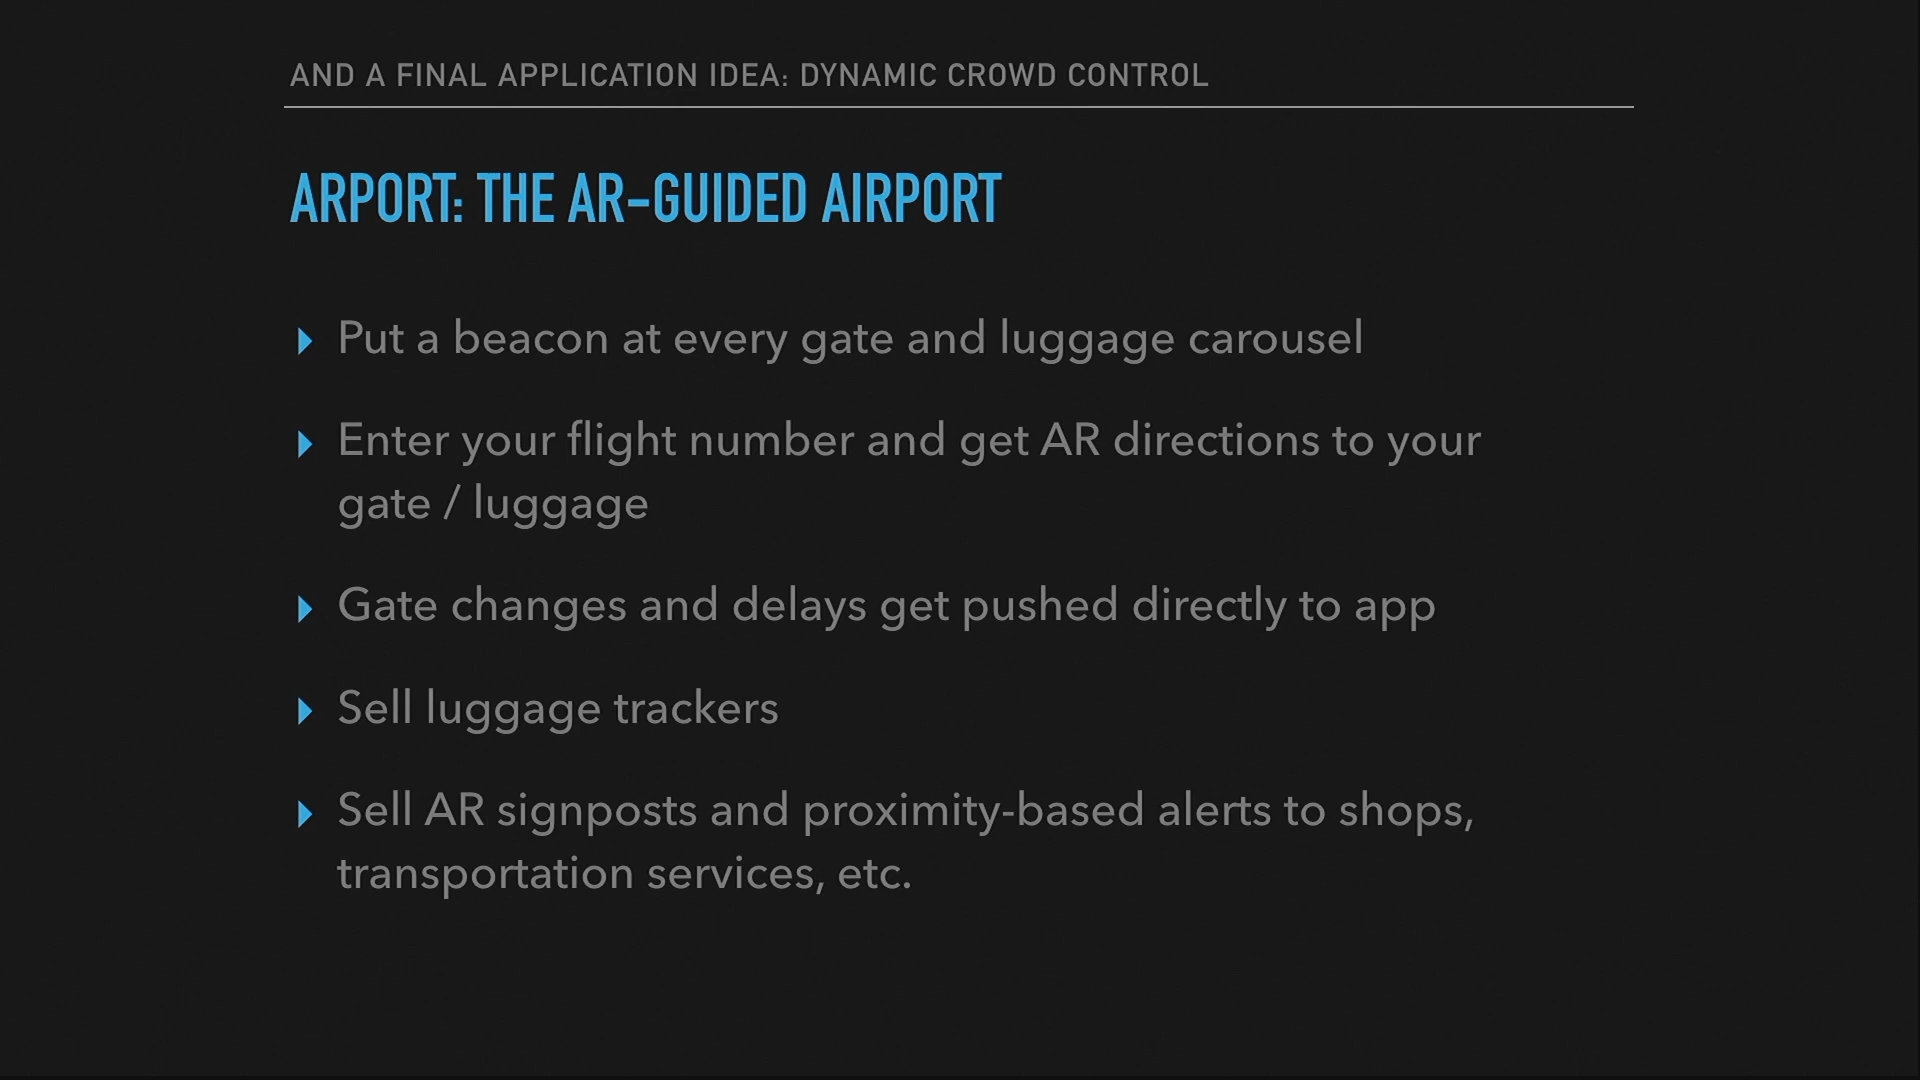 AND A FINAL APPLICATION IDEA: DYNAMIC CROWD CONTROL
ARPORT: THE AR-GUIDED AIRPORT
Put a beacon at every gate and luggage carousel
Enter your flight number and get AR directions to your
gate / luggage
Gate changes and delays get pushed directly to app
Sell luggage trackers
Sell AR signposts and proximity-based alerts to shops,
transportation services, etc.